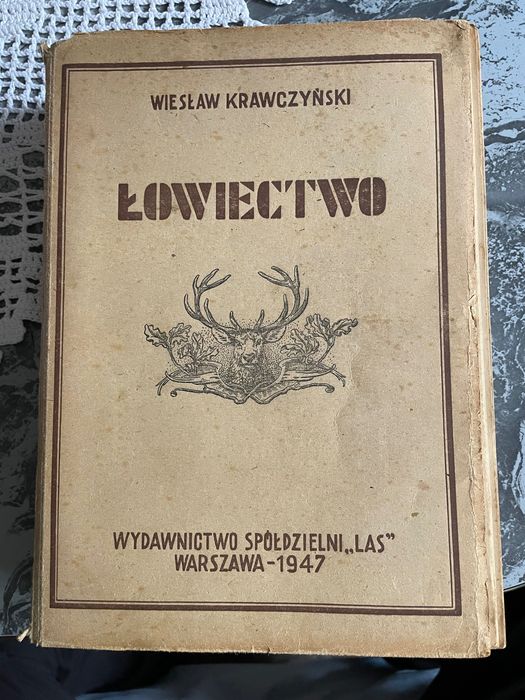 WIESŁAW KRAWCZYŃSKI
ŁOWIECTWO
WYDAWNICTWO SPÓŁDZIELNI „LAS”
WARSZAWA - 1947